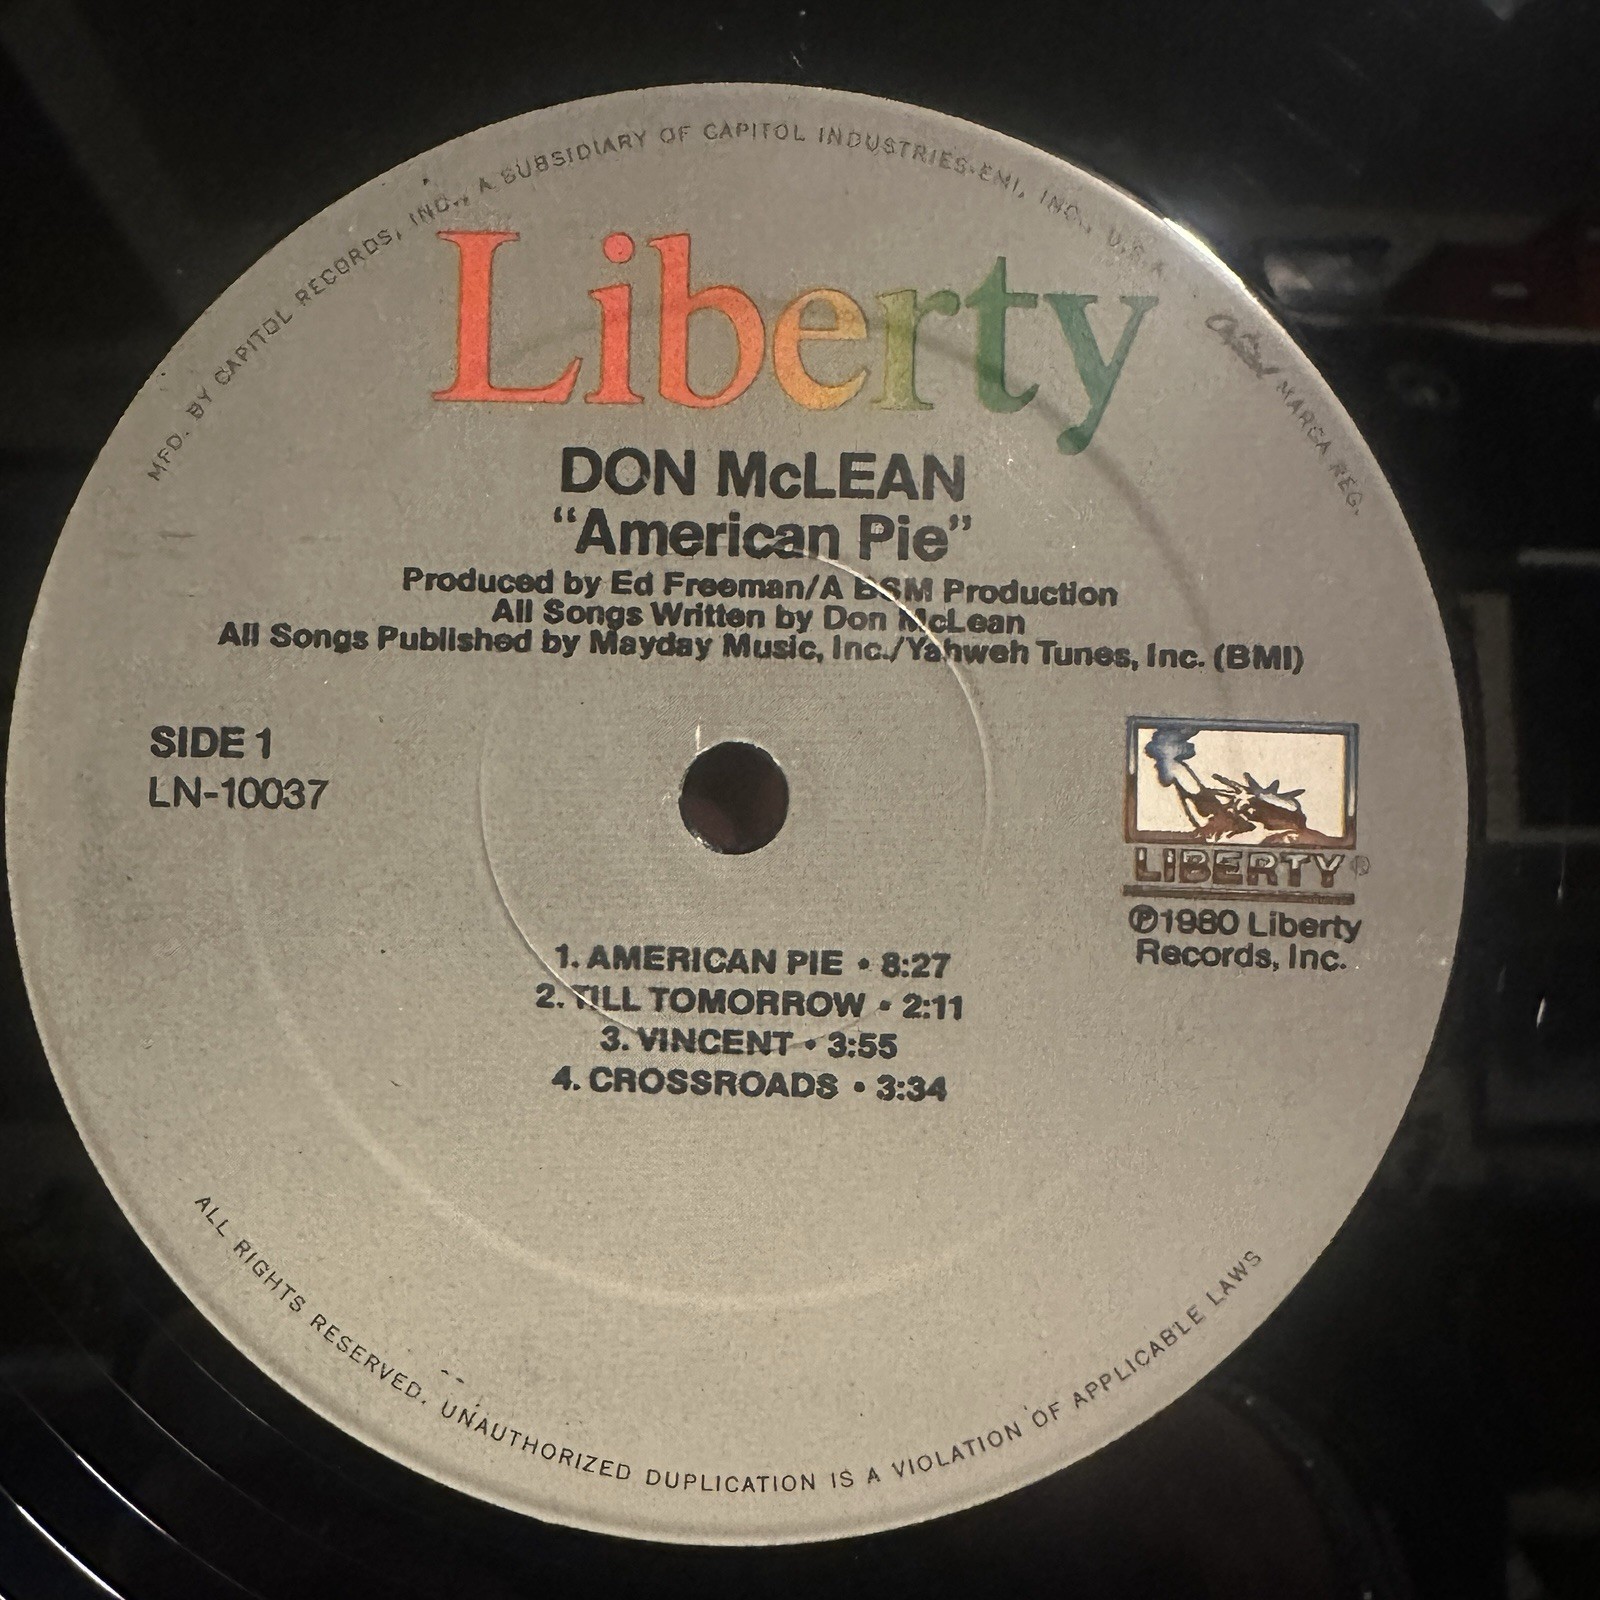 MFD. BY CAPITOL RECORDS, INC., A SUBSIDIARY OF CAPITOL INDUSTRIES-EMI, INC., U.S.A.
Capitol MARCA REG.
Liberty
DON McLEAN
“American Pie”
Produced by Ed Freeman/A BSM Production
All Songs Written by Don McLean
All Songs Published by Mayday Music, Inc./Yahweh Tunes, Inc. (BMI)
SIDE 1
LN-10037
LIBERTY®
℗1980 Liberty
Records, Inc.
1. AMERICAN PIE • 8:27
2. TILL TOMORROW • 2:11
3. VINCENT • 3:55
4. CROSSROADS • 3:34
ALL RIGHTS RESERVED. UNAUTHORIZED DUPLICATION IS A VIOLATION OF APPLICABLE LAWS